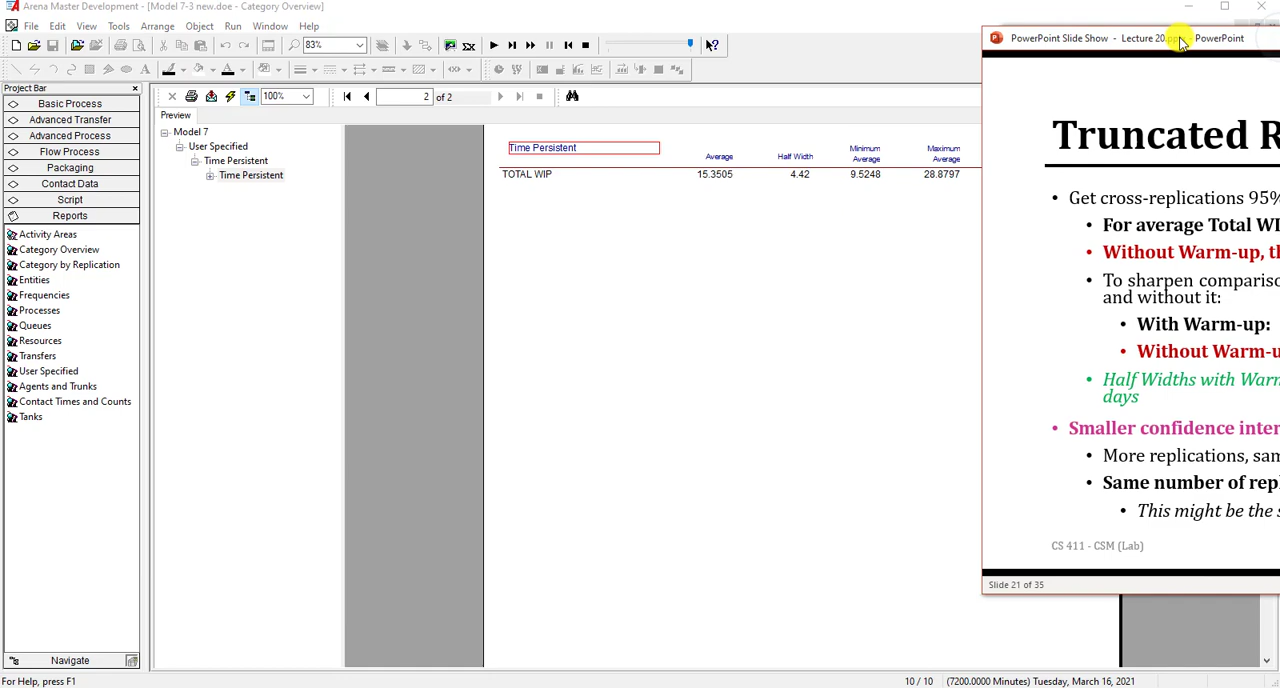 Arena Master Development - [Model 7-3 new.doe - Category Overview]
File Edit View Tools Arrange Object Run Window Help
83%
100% 2 of 2
Project Bar
Basic Process
Advanced Transfer
Advanced Process
Flow Process
Packaging
Contact Data
Script
Reports
Activity Areas
Category Overview
Category by Replication
Entities
Frequencies
Processes
Queues
Resources
Transfers
User Specified
Agents and Trunks
Contact Times and Counts
Tanks
Navigate
Preview
Model 7
User Specified
Time Persistent
Time Persistent
Time Persistent
Average Half Width Minimum Average Maximum Average
TOTAL WIP 15.3505 4.42 9.5248 28.8797
PowerPoint Slide Show - Lecture 20 - PowerPoint
Truncated R
• Get cross-replications 95%
• For average Total WI
• Without Warm-up, th
• To sharpen comparis
and without it:
• With Warm-up:
• Without Warm-u
• Half Widths with Warm
days
• Smaller confidence inter
• More replications, sam
• Same number of repl
• This might be the s
CS 411 - CSM (Lab)
Slide 21 of 35
For Help, press F1
10 / 10 (7200.0000 Minutes) Tuesday, March 16, 2021